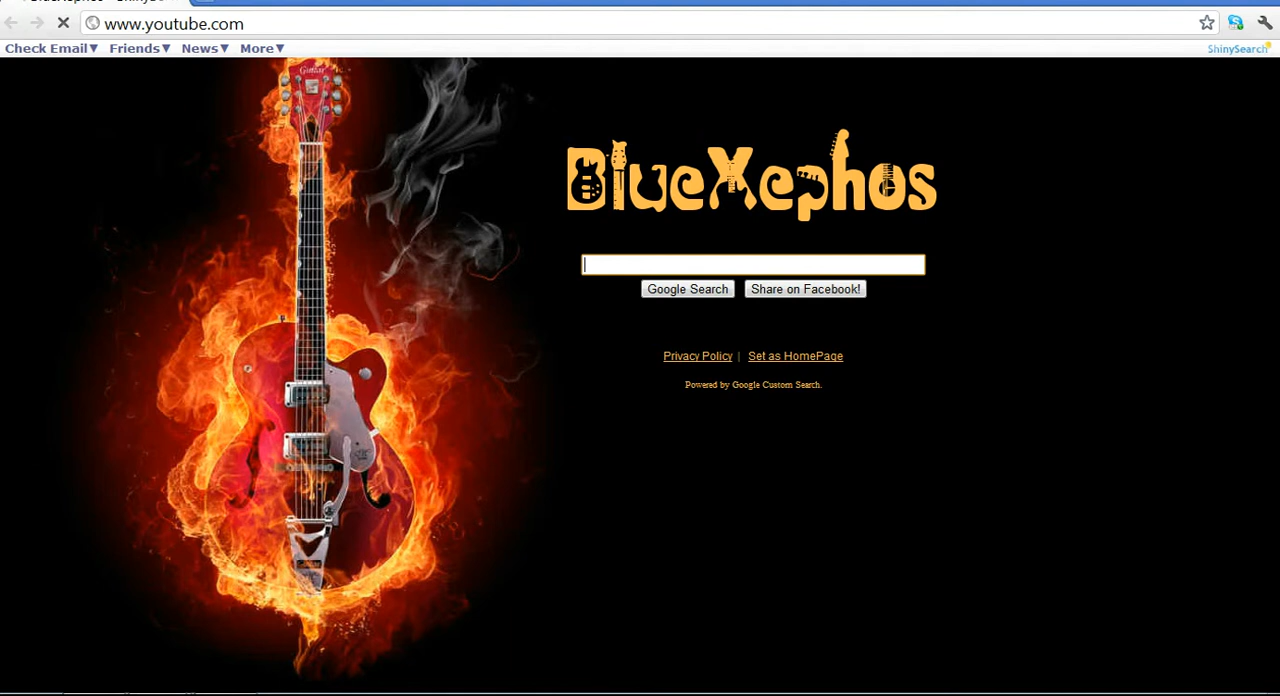 www.youtube.com
Check Email▼ Friends▼ News▼ More▼
ShinySearch
Guitar
BlueXephos
Google Search Share on Facebook!
Privacy Policy | Set as HomePage
Powered by Google Custom Search.